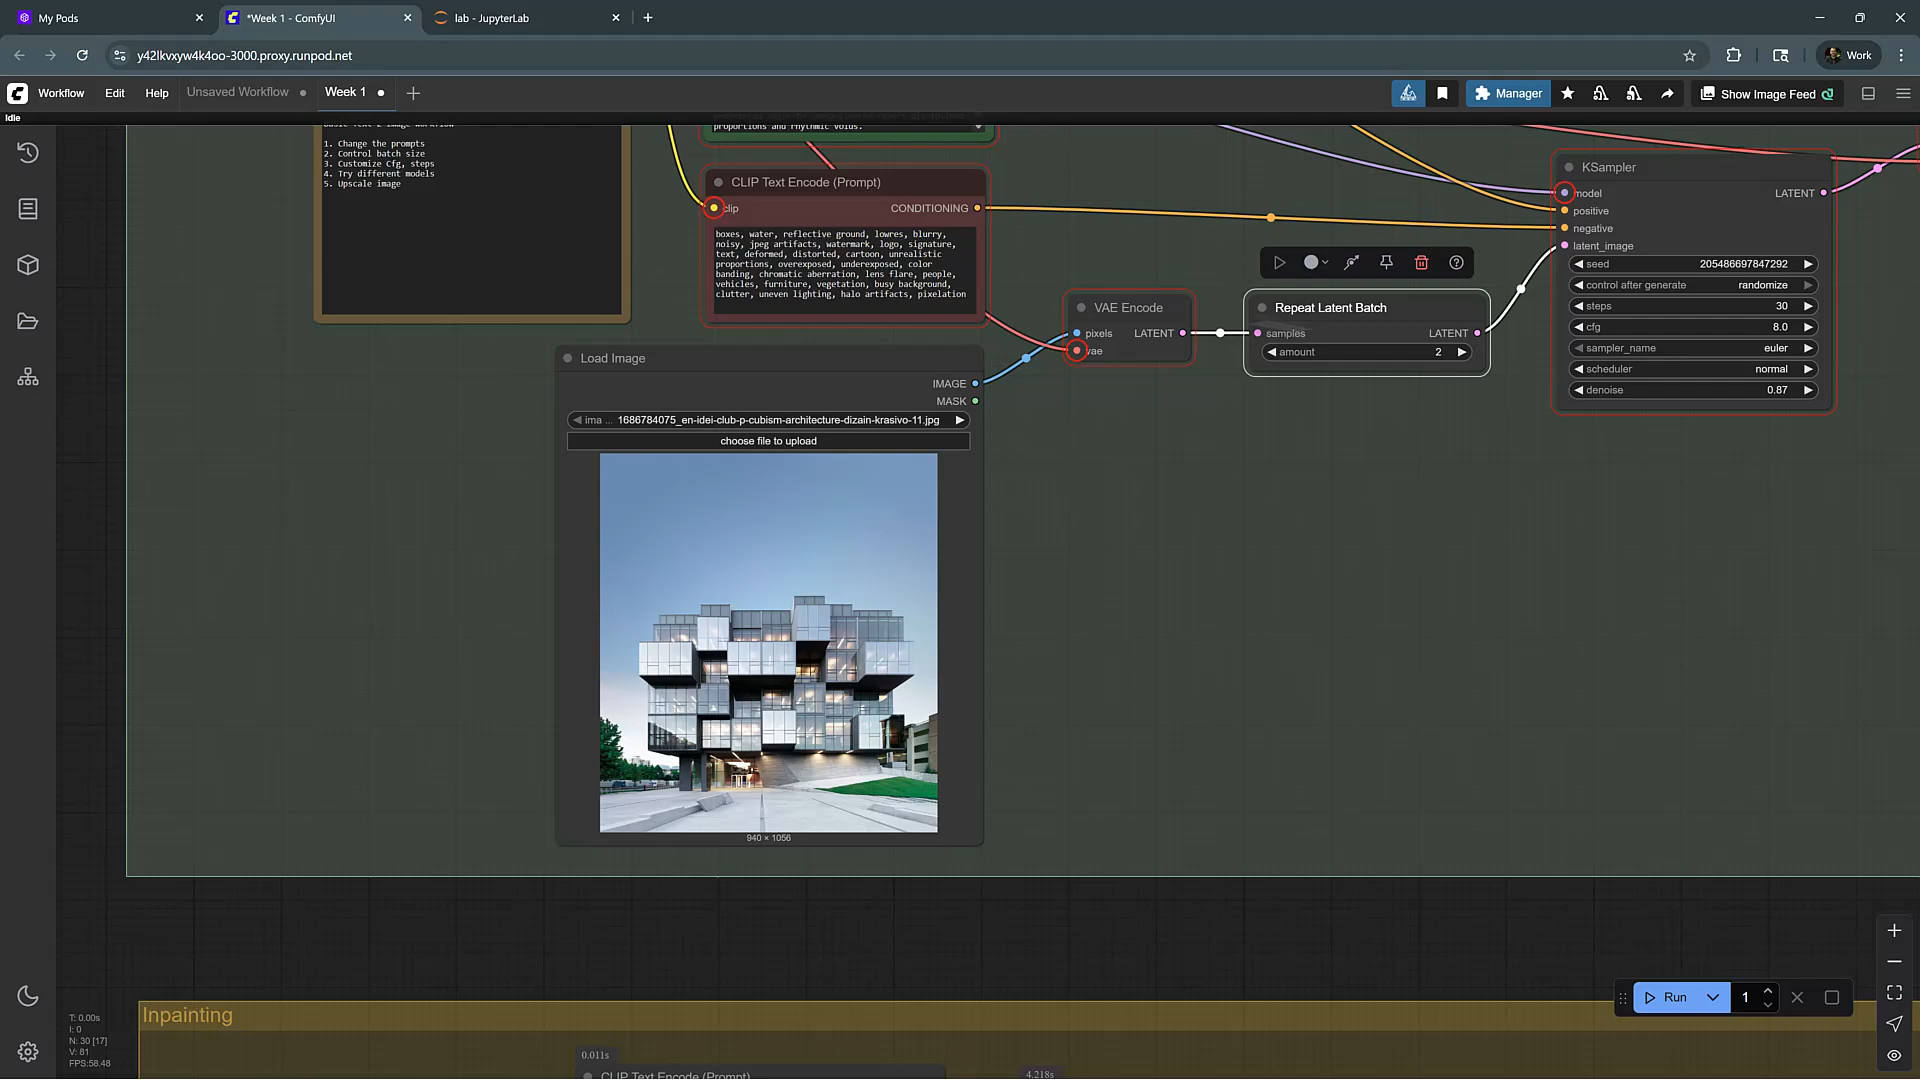 My Pods
*Week 1 - ComfyUI
lab - JupyterLab
y42lkvxyw4k4oo-3000.proxy.runpod.net
Work
Workflow
Edit
Help
Unsaved Workflow
Week 1
Manager
Show Image Feed
Idle
1. Change the prompts
2. Control batch size
3. Customize Cfg, steps
4. Try different models
5. Upscale image
proportions and rhythmic voids.
CLIP Text Encode (Prompt)
clip
CONDITIONING
boxes, water, reflective ground, lowres, blurry,
noisy, jpeg artifacts, watermark, logo, signature,
text, deformed, distorted, cartoon, unrealistic
proportions, overexposed, underexposed, color
banding, chromatic aberration, lens flare, people,
vehicles, furniture, vegetation, busy background,
clutter, uneven lighting, halo artifacts, pixelation
KSampler
model
LATENT
positive
negative
latent_image
seed 205486697847292
control after generate randomize
steps 30
cfg 8.0
sampler_name euler
scheduler normal
denoise 0.87
VAE Encode
pixels LATENT
vae
Repeat Latent Batch
samples LATENT
amount 2
Load Image
IMAGE
MASK
ima ... 1686784075_en-idei-club-p-cubism-architecture-dizain-krasivo-11.jpg
choose file to upload
940 × 1056
Run
1
Inpainting
T: 0.00s
I: 0
N: 30 [17]
V: 81
FPS:58.48
0.011s
CLIP Text Encode (Prompt)
4.218s